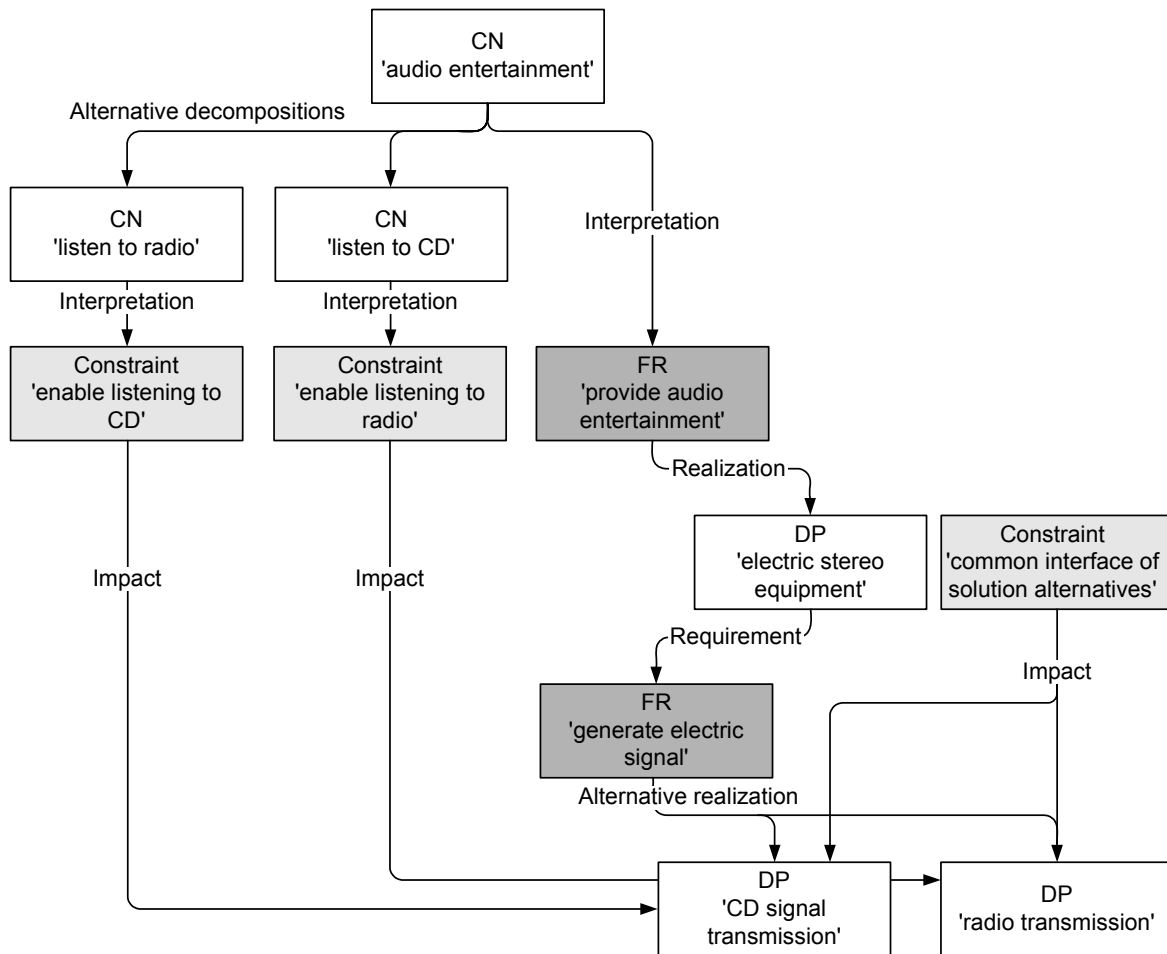 CN
'audio entertainment'
Alternative decompositions
CN
'listen to radio'
CN
'listen to CD'
Interpretation
Interpretation
Interpretation
Constraint
'enable listening to
CD'
Constraint
'enable listening to
radio'
FR
'provide audio
entertainment'
Realization
DP
'electric stereo
equipment'
Constraint
'common interface of
solution alternatives'
Impact
Impact
Requirement
Impact
FR
'generate electric
signal'
Alternative realization
DP
'CD signal
transmission'
DP
'radio transmission'